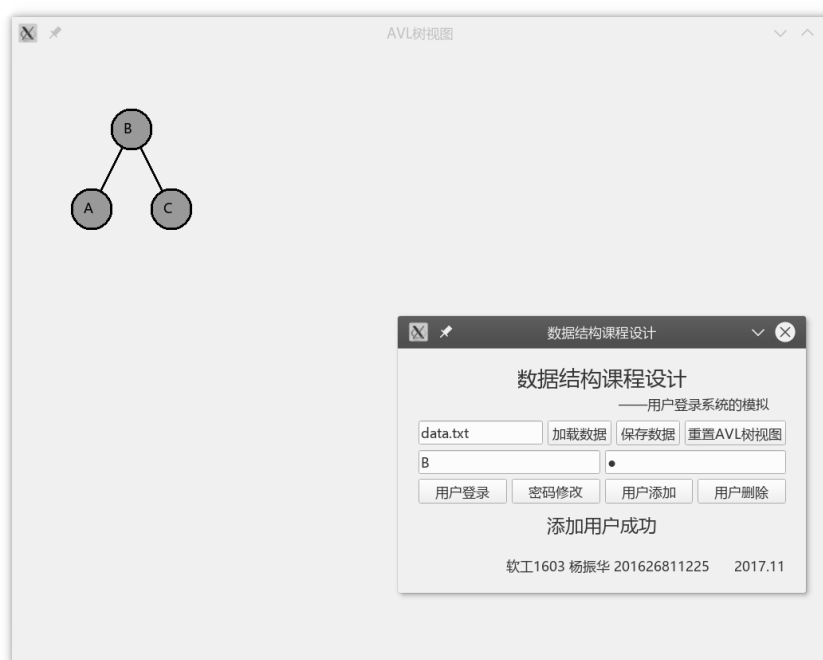 AVL树视图
B
A C
数据结构课程设计
数据结构课程设计
——用户登录系统的模拟
data.txt 加载数据 保存数据 重置AVL树视图
B ●
用户登录 密码修改 用户添加 用户删除
添加用户成功
软工1603 杨振华 201626811225 2017.11